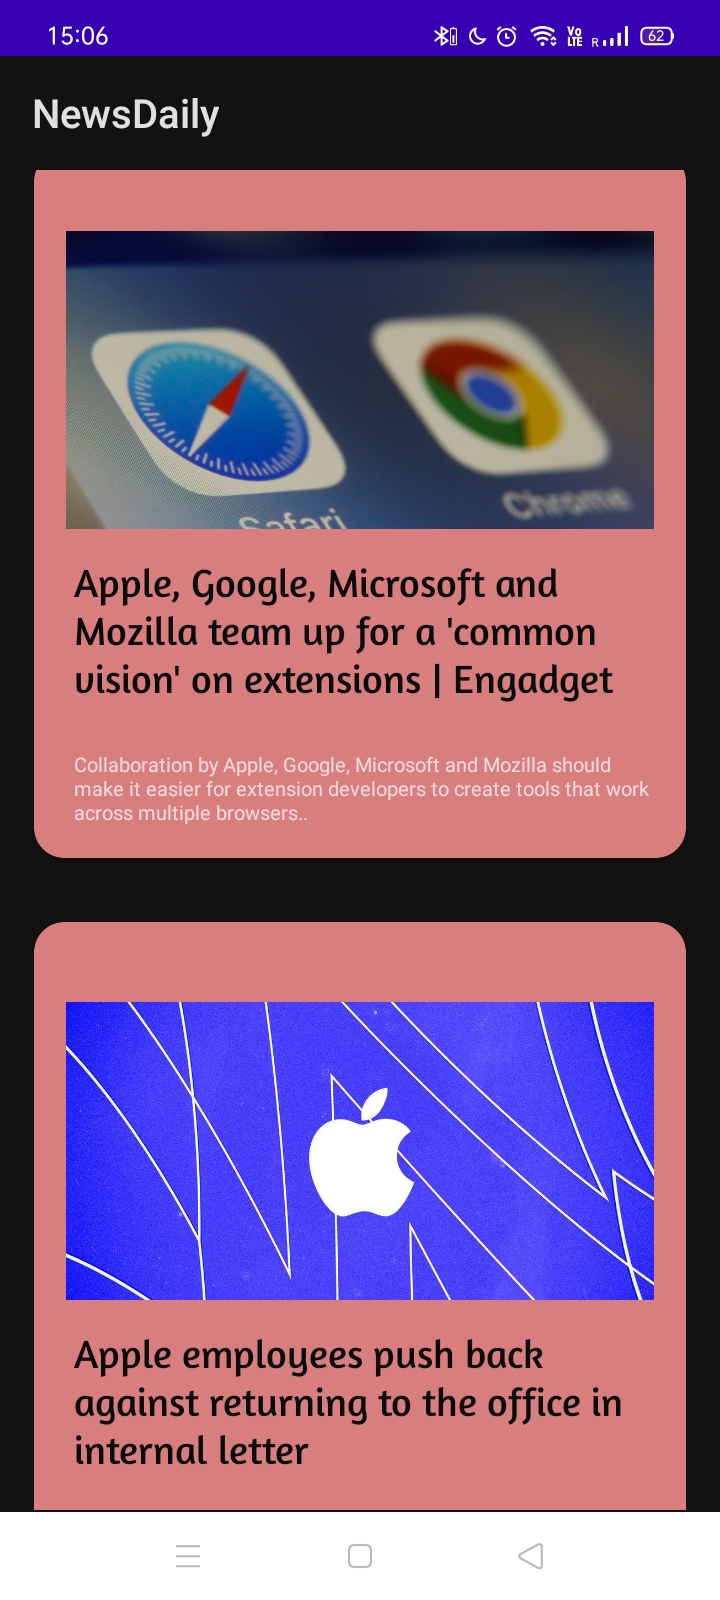 15:06
Vo LTE R 62
NewsDaily
Safari
Chrome
Apple, Google, Microsoft and
Mozilla team up for a 'common
vision' on extensions | Engadget
Collaboration by Apple, Google, Microsoft and Mozilla should
make it easier for extension developers to create tools that work
across multiple browsers..
Apple employees push back
against returning to the office in
internal letter